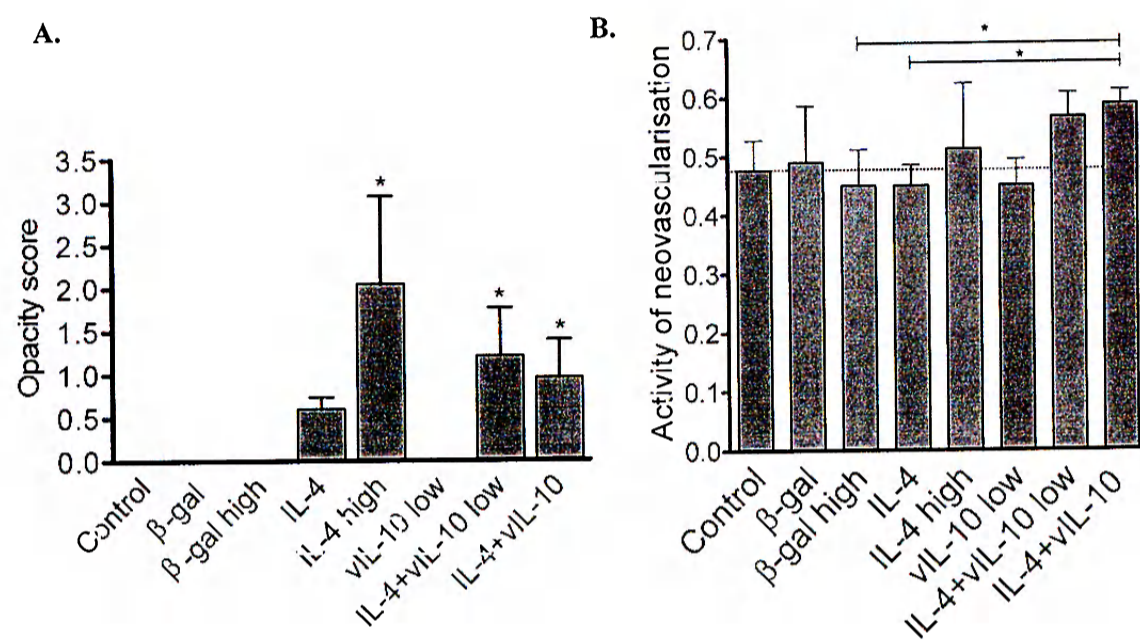 A.
Opacity score
3.5
3.0
2.5
2.0
1.5
1.0
0.5
0.0
*
*
*
Control
β-gal
β-gal high
IL-4
IL-4 high
vIL-10 low
IL-4+vIL-10 low
IL-4+vIL-10
B.
Activity of neovascularisation
0.7
0.6
0.5
0.4
0.3
0.2
0.1
0.0
*
*
Control
β-gal
β-gal high
IL-4
IL-4 high
vIL-10 low
IL-4+vIL-10 low
IL-4+vIL-10